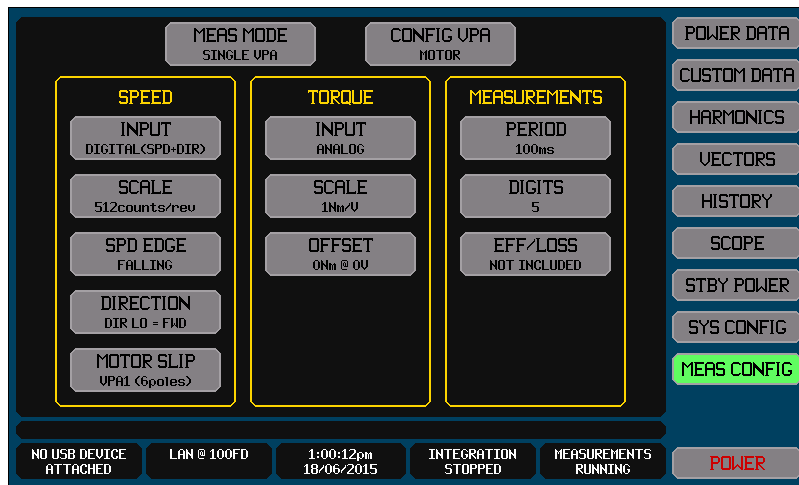 MEAS MODE
SINGLE VPA
CONFIG VPA
MOTOR
SPEED
INPUT
DIGITAL(SPD+DIR)
SCALE
512counts/rev
SPD EDGE
FALLING
DIRECTION
DIR LO = FWD
MOTOR SLIP
VPA1 (6poles)
TORQUE
INPUT
ANALOG
SCALE
1Nm/V
OFFSET
0Nm @ 0V
MEASUREMENTS
PERIOD
100ms
DIGITS
5
EFF/LOSS
NOT INCLUDED
POWER DATA
CUSTOM DATA
HARMONICS
VECTORS
HISTORY
SCOPE
STBY POWER
SYS CONFIG
MEAS CONFIG
NO USB DEVICE
ATTACHED
LAN @ 100FD
1:00:12pm
18/06/2015
INTEGRATION
STOPPED
MEASUREMENTS
RUNNING
POWER